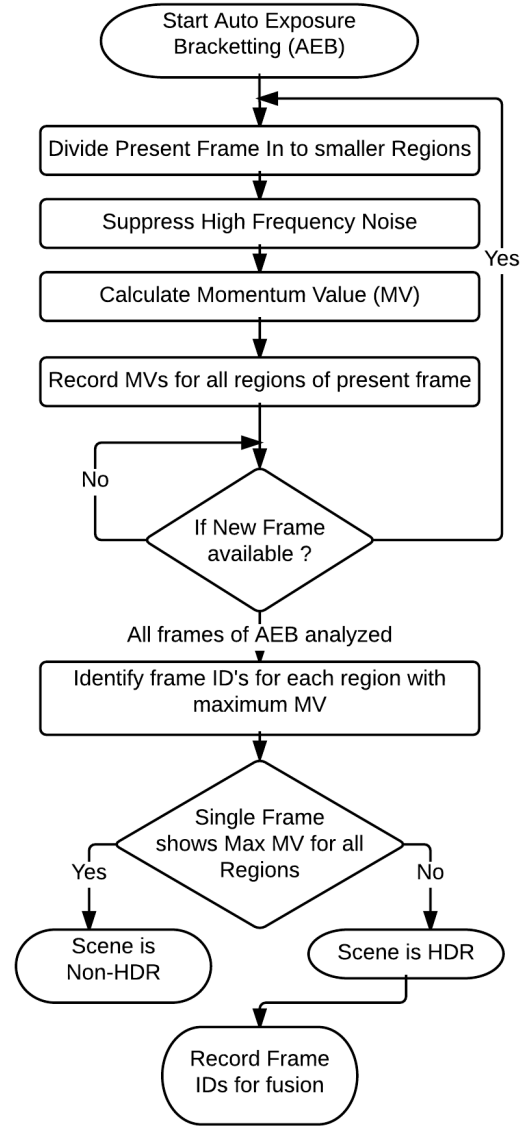 Start Auto Exposure
Bracketting (AEB)
Divide Present Frame In to smaller Regions
Suppress High Frequency Noise
Yes
Calculate Momentum Value (MV)
Record MVs for all regions of present frame
No
If New Frame
available ?
All frames of AEB analyzed
Identify frame ID's for each region with
maximum MV
Single Frame
shows Max MV for all
Regions
Yes
No
Scene is
Non-HDR
Scene is HDR
Record Frame
IDs for fusion